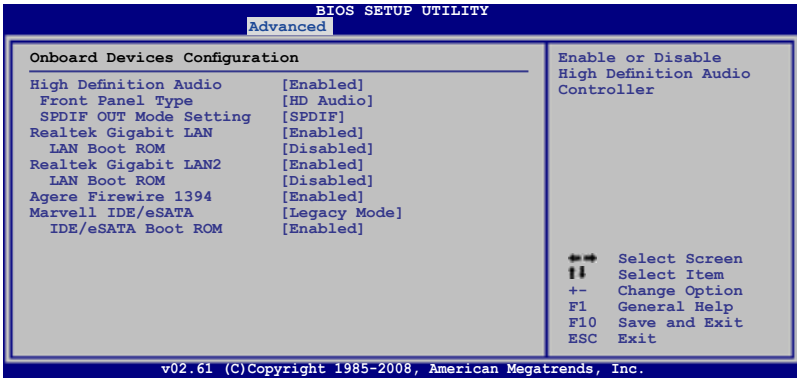 BIOS SETUP UTILITY
Advanced
Onboard Devices Configuration
High Definition Audio [Enabled]
Front Panel Type [HD Audio]
SPDIF OUT Mode Setting [SPDIF]
Realtek Gigabit LAN [Enabled]
LAN Boot ROM [Disabled]
Realtek Gigabit LAN2 [Enabled]
LAN Boot ROM [Disabled]
Agere Firewire 1394 [Enabled]
Marvell IDE/eSATA [Legacy Mode]
IDE/eSATA Boot ROM [Enabled]
Enable or Disable
High Definition Audio
Controller
←→ Select Screen
↑↓ Select Item
+- Change Option
F1 General Help
F10 Save and Exit
ESC Exit
v02.61 (C)Copyright 1985-2008, American Megatrends, Inc.